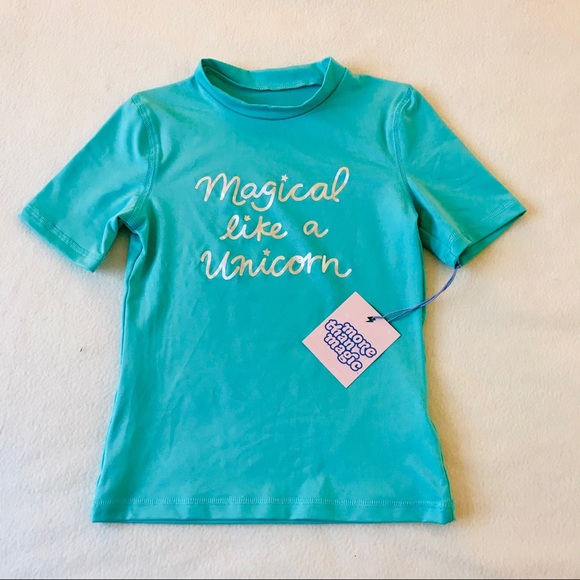 Magical
like a
Unicorn
more
than
magic